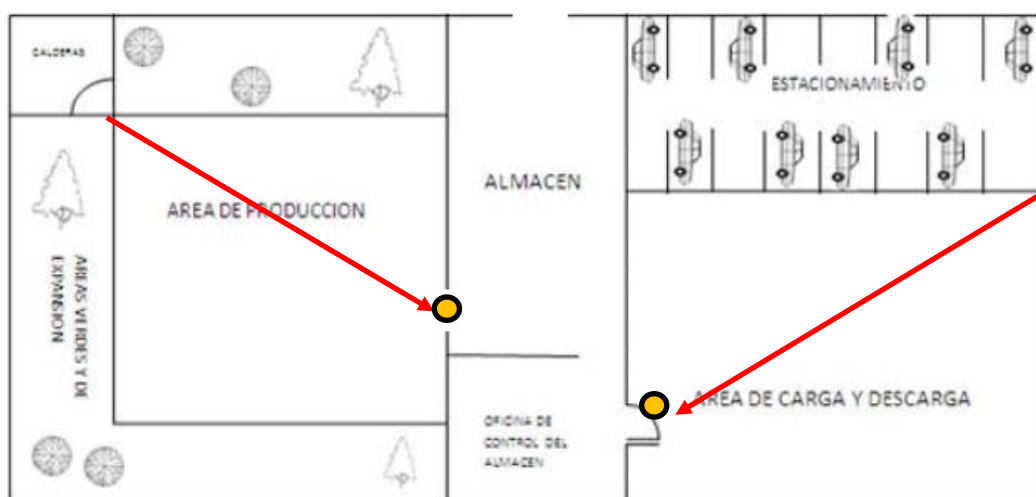 CALDERAS
ESTACIONAMIENTO
ALMACEN
AREA DE PRODUCCION
AREAS VERDES Y DE
EXPANSION
AREA DE CARGA Y DESCARGA
OFICINA DE
CONTROL DEL
ALMACEN